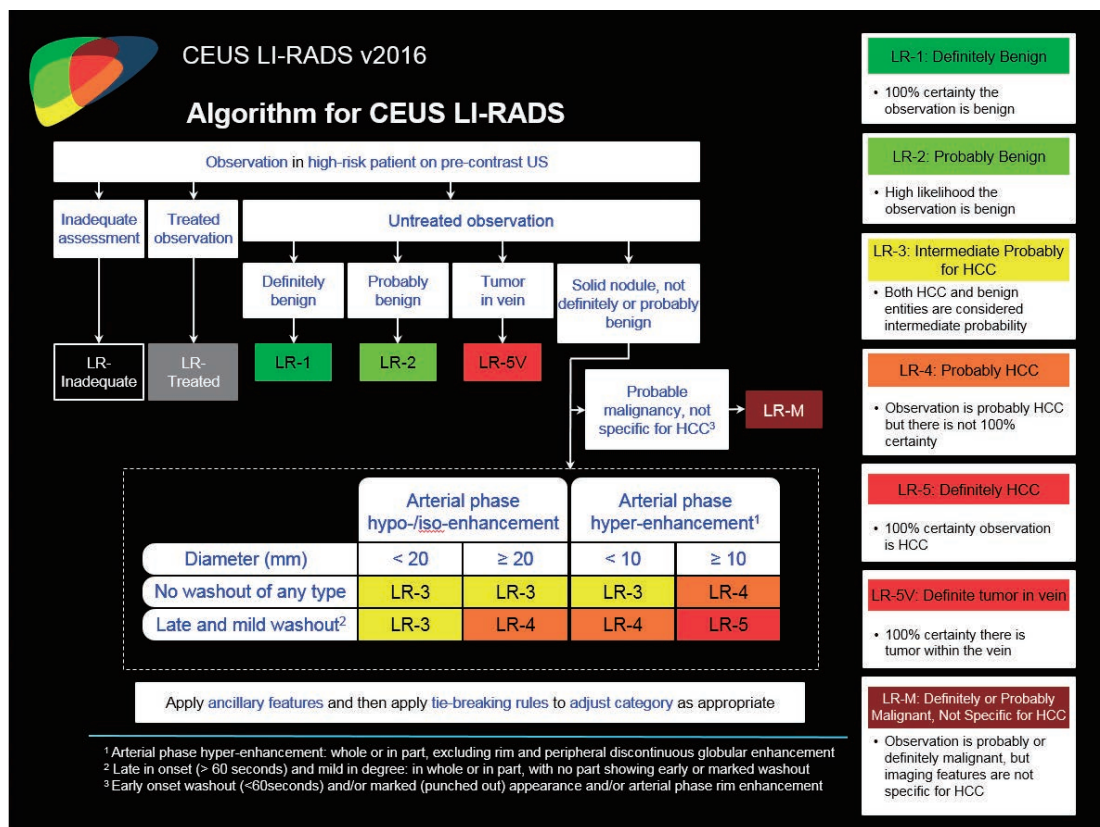 CEUS LI-RADS v2016
Algorithm for CEUS LI-RADS
Observation in high-risk patient on pre-contrast US
Inadequate
assessment
Treated
observation
Untreated observation
Definitely
benign
Probably
benign
Tumor
in vein
Solid nodule, not
definitely or probably
benign
LR-
Inadequate
LR-
Treated
LR-1
LR-2
LR-5V
Probable
malignancy, not
specific for HCC³
LR-M
Arterial phase
hypo-/iso-enhancement
Arterial phase
hyper-enhancement¹
Diameter (mm) < 20 ≥ 20 < 10 ≥ 10
No washout of any type LR-3 LR-3 LR-3 LR-4
Late and mild washout² LR-3 LR-4 LR-4 LR-5
Apply ancillary features and then apply tie-breaking rules to adjust category as appropriate
¹ Arterial phase hyper-enhancement: whole or in part, excluding rim and peripheral discontinuous globular enhancement
² Late in onset (> 60 seconds) and mild in degree: in whole or in part, with no part showing early or marked washout
³ Early onset washout (<60seconds) and/or marked (punched out) appearance and/or arterial phase rim enhancement
LR-1: Definitely Benign
• 100% certainty the
observation is benign
LR-2: Probably Benign
• High likelihood the
observation is benign
LR-3: Intermediate Probably
for HCC
• Both HCC and benign
entities are considered
intermediate probability
LR-4: Probably HCC
• Observation is probably HCC
but there is not 100%
certainty
LR-5: Definitely HCC
• 100% certainty observation
is HCC
LR-5V: Definite tumor in vein
• 100% certainty there is
tumor within the vein
LR-M: Definitely or Probably
Malignant, Not Specific for HCC
• Observation is probably or
definitely malignant, but
imaging features are not
specific for HCC